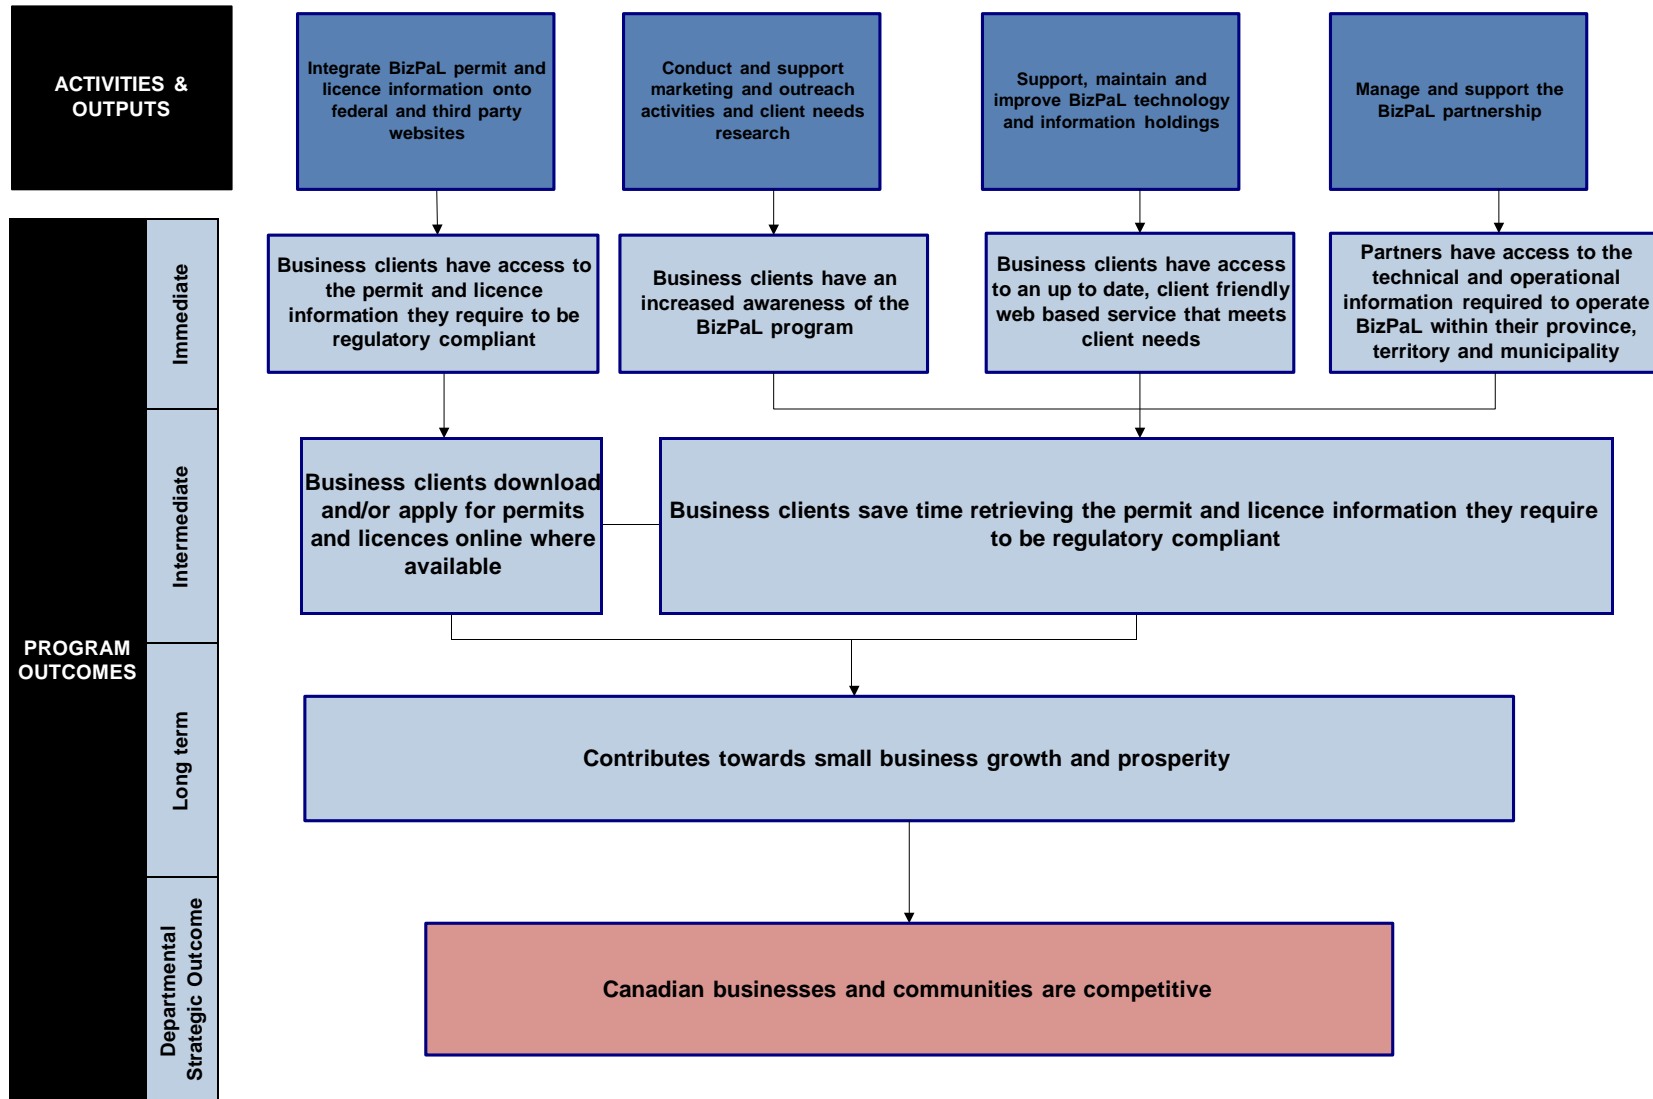 ACTIVITIES &
OUTPUTS
Integrate BizPaL permit and
licence information onto
federal and third party
websites
Conduct and support
marketing and outreach
activities and client needs
research
Support, maintain and
improve BizPaL technology
and information holdings
Manage and support the
BizPaL partnership
PROGRAM
OUTCOMES
Immediate
Business clients have access to
the permit and licence
information they require to be
regulatory compliant
Business clients have an
increased awareness of the
BizPaL program
Business clients have access
to an up to date, client friendly
web based service that meets
client needs
Partners have access to the
technical and operational
information required to operate
BizPaL within their province,
territory and municipality
Intermediate
Business clients download
and/or apply for permits
and licences online where
available
Business clients save time retrieving the permit and licence information they require
to be regulatory compliant
Long term
Contributes towards small business growth and prosperity
Departmental
Strategic Outcome
Canadian businesses and communities are competitive